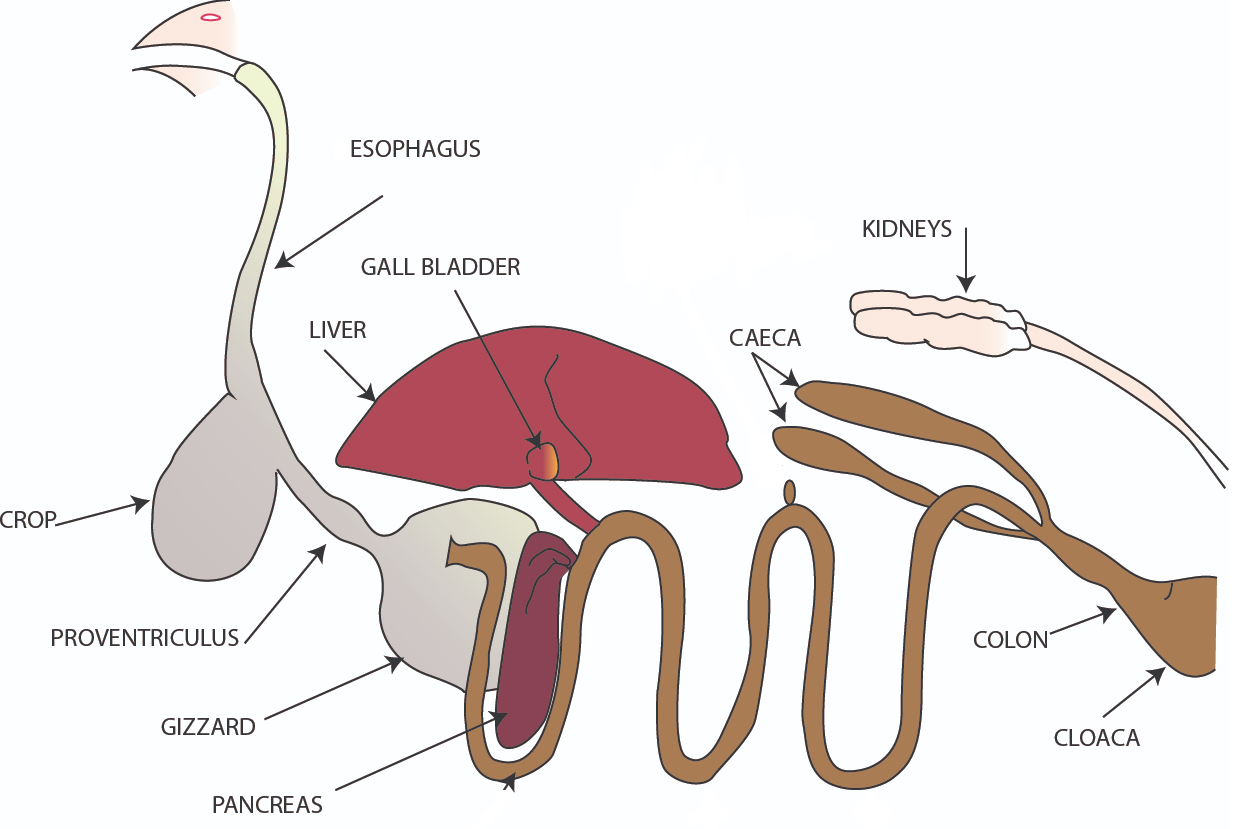 ESOPHAGUS
KIDNEYS
GALL BLADDER
LIVER
CAECA
CROP
PROVENTRICULUS
COLON
GIZZARD
CLOACA
PANCREAS